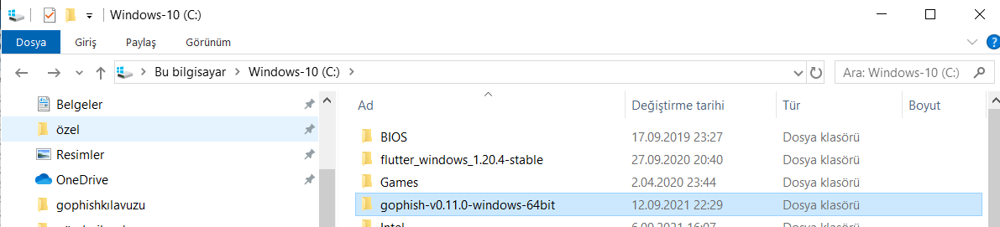 Windows-10 (C:)
Dosya Giriş Paylaş Görünüm
Bu bilgisayar Windows-10 (C:) Ara: Windows-10 (C:)
Belgeler
özel
Resimler
OneDrive
gophishkılavuzu
Ad Değiştirme tarihi Tür Boyut
BIOS 17.09.2019 23:27 Dosya klasörü
flutter_windows_1.20.4-stable 27.09.2020 20:40 Dosya klasörü
Games 2.04.2020 23:44 Dosya klasörü
gophish-v0.11.0-windows-64bit 12.09.2021 22:29 Dosya klasörü
Intel 6.09.2021 16:07 Dosya klasörü